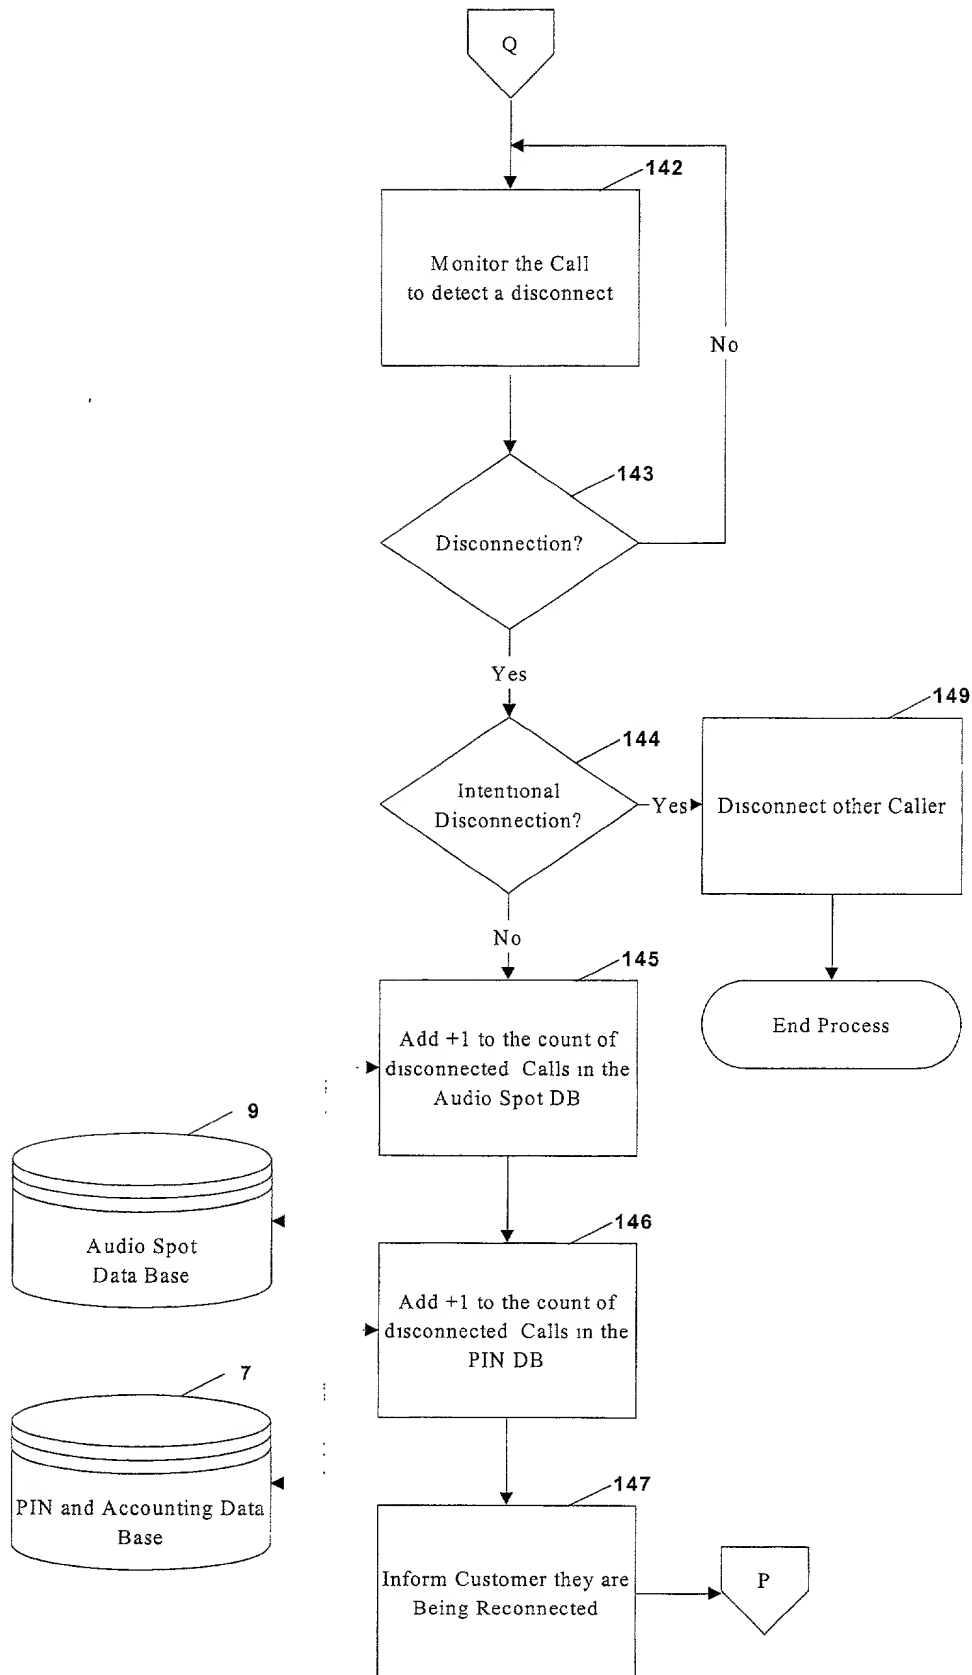 Q
142
Monitor the Call
to detect a disconnect
No
143
Disconnection?
Yes
149
144
Intentional
Disconnection?
Yes
Disconnect other Caller
No
145
End Process
Add +1 to the count of
disconnected Calls in the
Audio Spot DB
9
Audio Spot
Data Base
146
Add +1 to the count of
disconnected Calls in the
PIN DB
7
PIN and Accounting Data
Base
147
Inform Customer they are
Being Reconnected
P